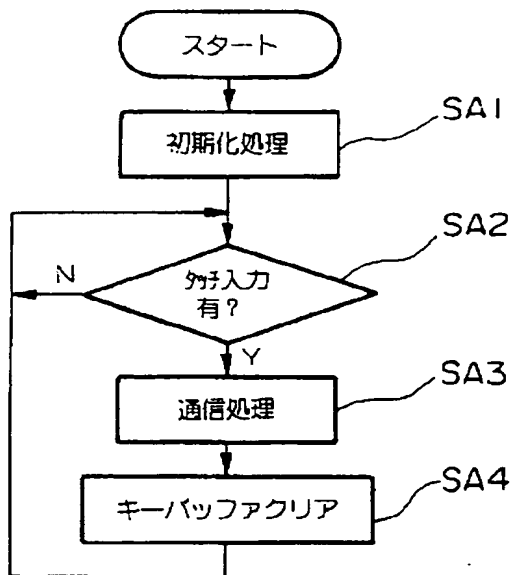 スタート
SA1
初期化処理
SA2
N
タッチ入力
有?
Y
SA3
通信処理
SA4
キーバッファクリア